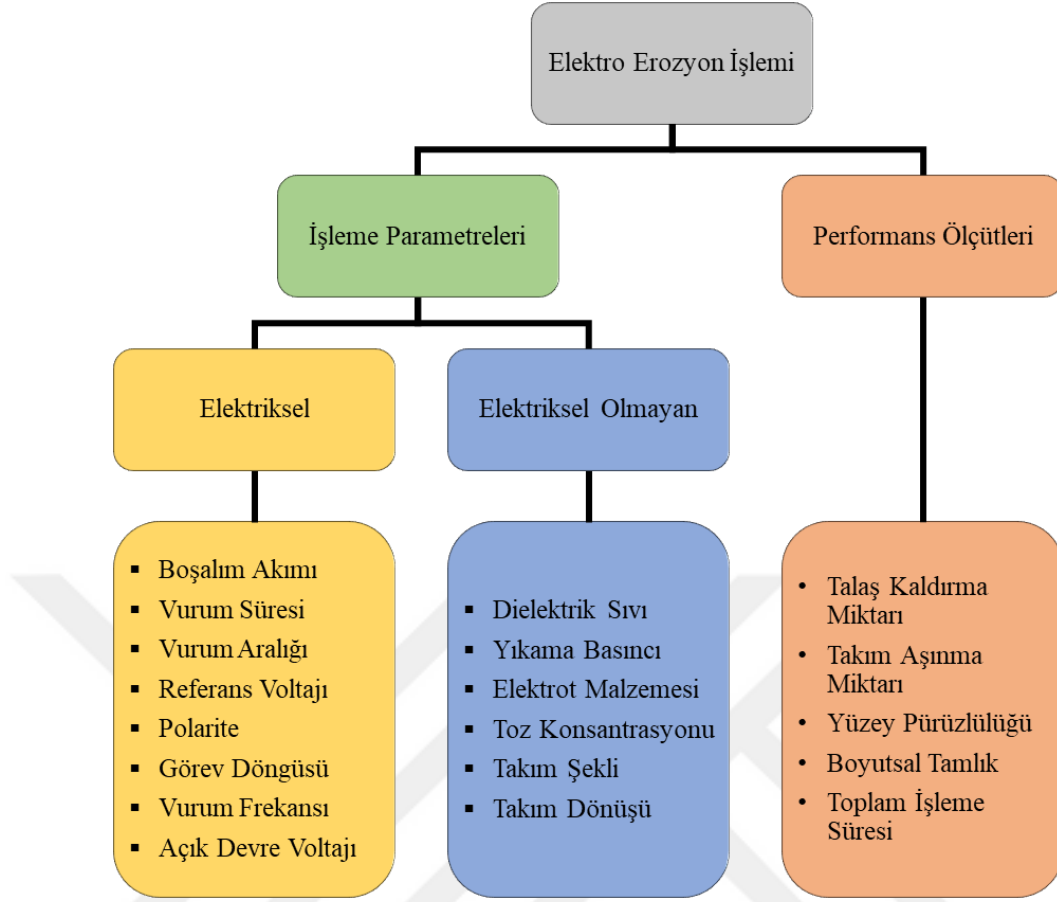 Elektro Erozyon İşlemi
İşleme Parametreleri
Performans Ölçütleri
Elektriksel
Elektriksel Olmayan
▪ Boşalım Akımı
▪ Vurum Süresi
▪ Vurum Aralığı
▪ Referans Voltajı
▪ Polarite
▪ Görev Döngüsü
▪ Vurum Frekansı
▪ Açık Devre Voltajı
▪ Dielektrik Sıvı
▪ Yıkama Basıncı
▪ Elektrot Malzemesi
▪ Toz Konsantrasyonu
▪ Takım Şekli
▪ Takım Dönüşü
• Talaş Kaldırma
Miktarı
• Takım Aşınma
Miktarı
• Yüzey Pürüzlülüğü
• Boyutsal Tamlık
• Toplam İşleme
Süresi